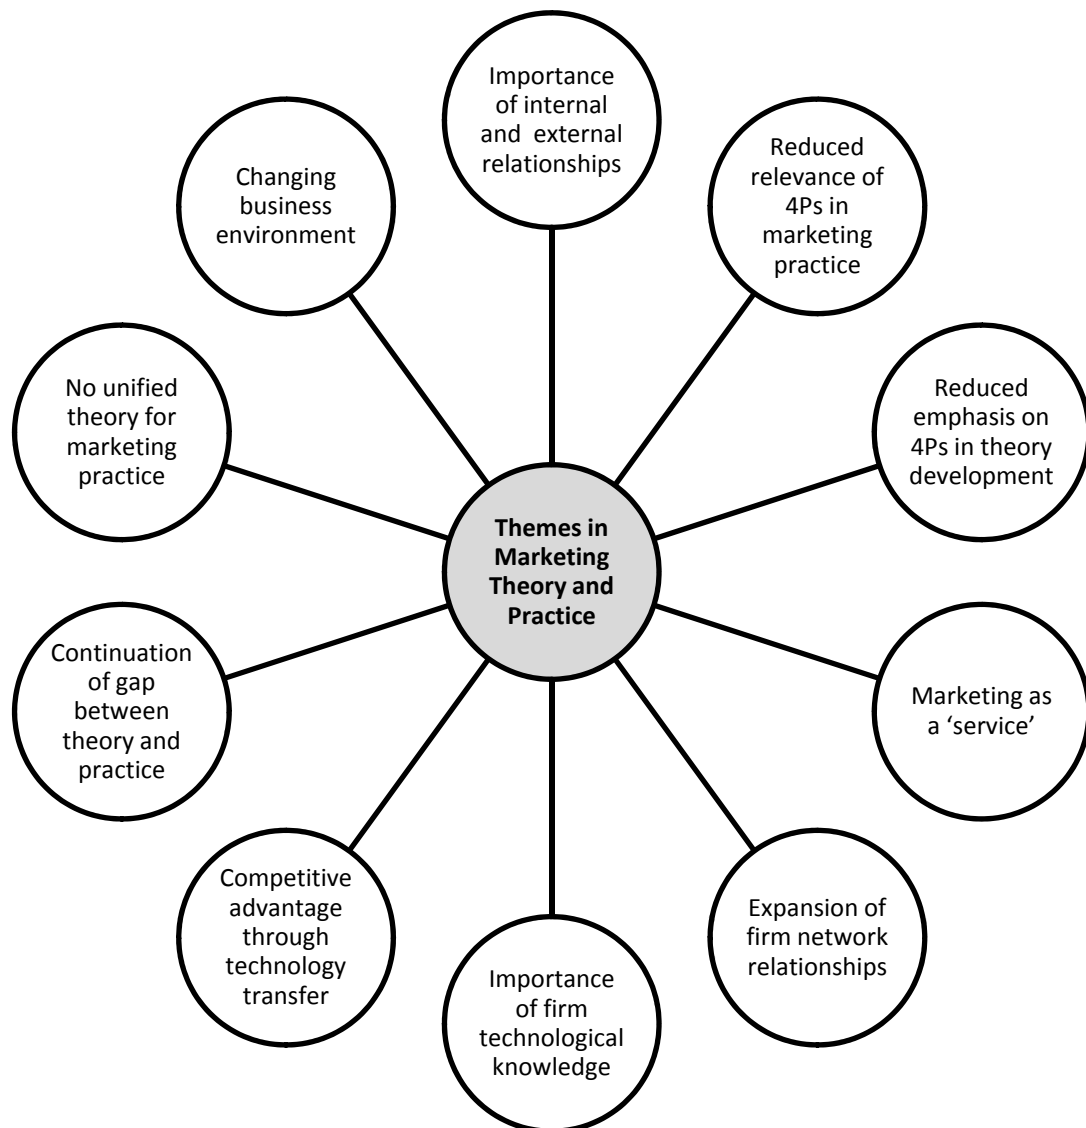 Importance
of internal
and external
relationships
Reduced
relevance of
4Ps in
marketing
practice
Reduced
emphasis on
4Ps in theory
development
Marketing as
a ‘service’
Expansion of
firm network
relationships
Importance
of firm
technological
knowledge
Competitive
advantage
through
technology
transfer
Continuation
of gap
between
theory and
practice
No unified
theory for
marketing
practice
Changing
business
environment
Themes in
Marketing
Theory and
Practice